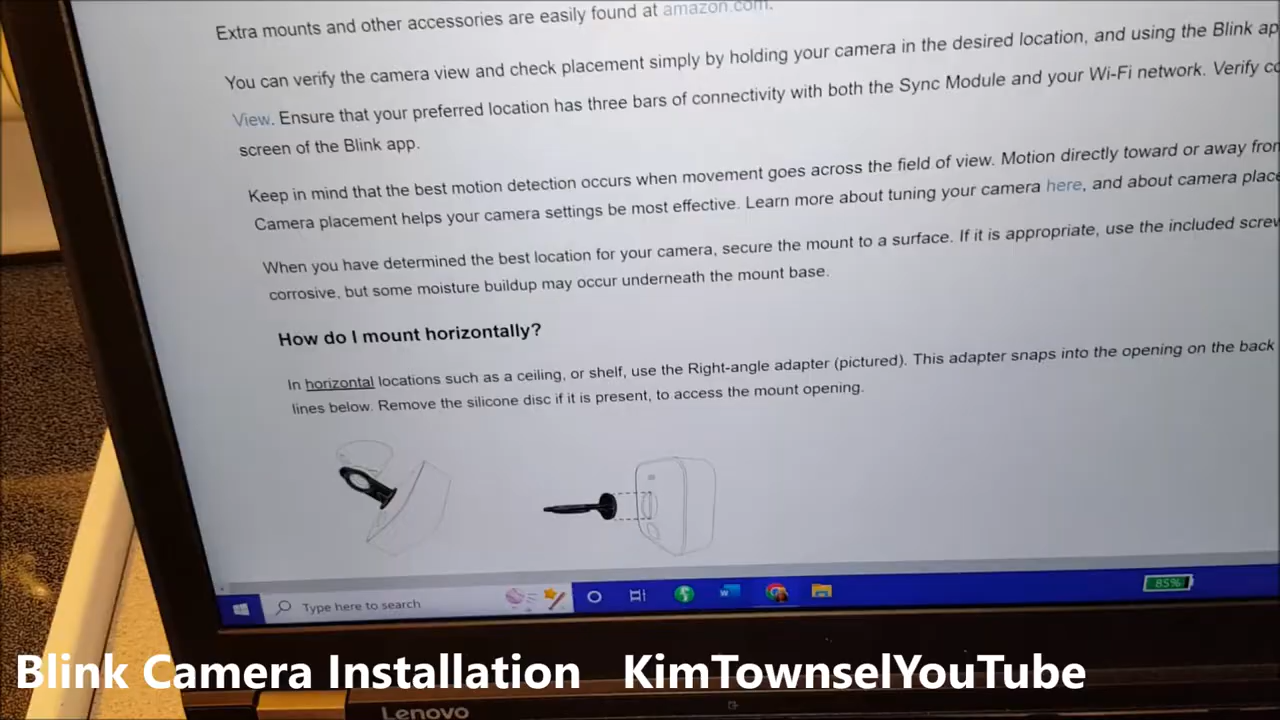 Extra mounts and other accessories are easily found at amazon.com.
You can verify the camera view and check placement simply by holding your camera in the desired location, and using the Blink ap
View. Ensure that your preferred location has three bars of connectivity with both the Sync Module and your Wi-Fi network. Verify co
screen of the Blink app.
Keep in mind that the best motion detection occurs when movement goes across the field of view. Motion directly toward or away from
Camera placement helps your camera settings be most effective. Learn more about tuning your camera here, and about camera place
When you have determined the best location for your camera, secure the mount to a surface. If it is appropriate, use the included screw
corrosive, but some moisture buildup may occur underneath the mount base.
How do I mount horizontally?
In horizontal locations such as a ceiling, or shelf, use the Right-angle adapter (pictured). This adapter snaps into the opening on the back
lines below. Remove the silicone disc if it is present, to access the mount opening.
Type here to search
85%
Blink Camera Installation KimTownselYouTube
Lenovo